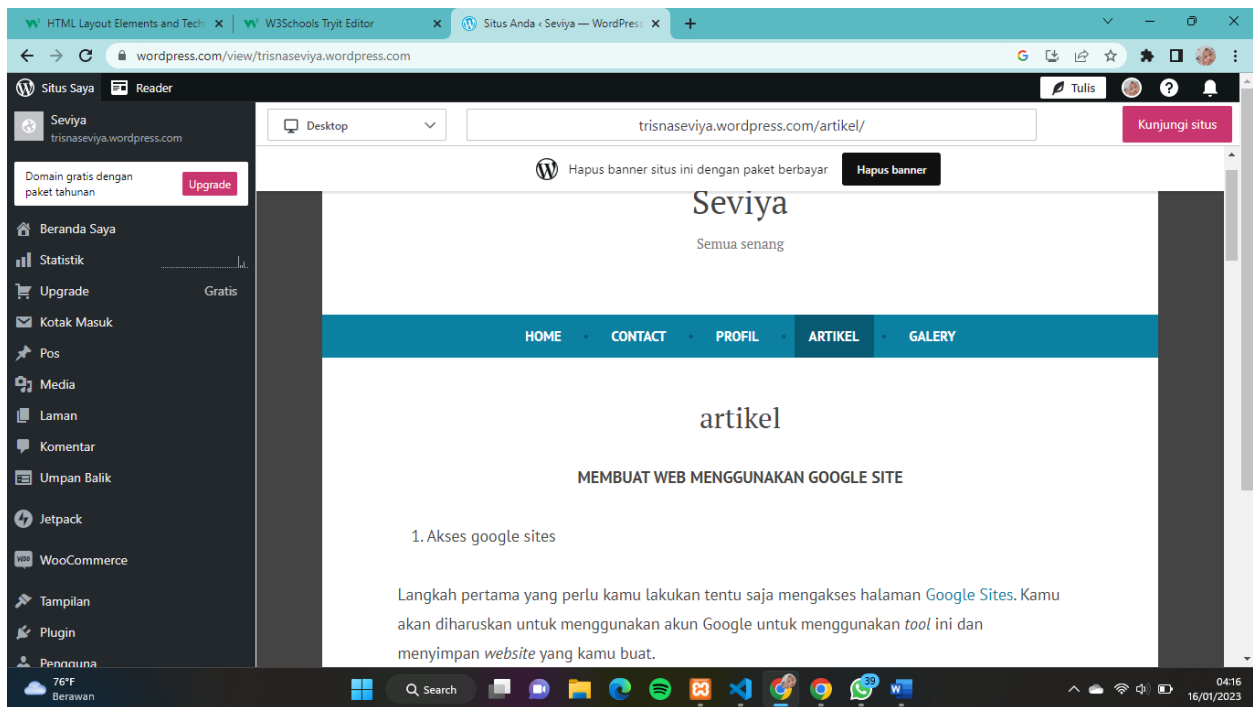 HTML Layout Elements and Techn
W3Schools Tryit Editor
Situs Anda ‹ Seviya — WordPress
wordpress.com/view/trisnaseviya.wordpress.com
Situs Saya
Reader
Tulis
Seviya
trisnaseviya.wordpress.com
Desktop
trisnaseviya.wordpress.com/artikel/
Kunjungi situs
Domain gratis dengan
paket tahunan
Upgrade
Hapus banner situs ini dengan paket berbayar
Hapus banner
Beranda Saya
Statistik
Upgrade Gratis
Kotak Masuk
Pos
Media
Laman
Komentar
Umpan Balik
Jetpack
WooCommerce
Tampilan
Plugin
Pengguna
Seviya
Semua senang
HOME CONTACT PROFIL ARTIKEL GALERY
artikel
MEMBUAT WEB MENGGUNAKAN GOOGLE SITE
1. Akses google sites
Langkah pertama yang perlu kamu lakukan tentu saja mengakses halaman Google Sites. Kamu
akan diharuskan untuk menggunakan akun Google untuk menggunakan tool ini dan
menyimpan website yang kamu buat.
76°F
Berawan
Search
39
04:16
16/01/2023